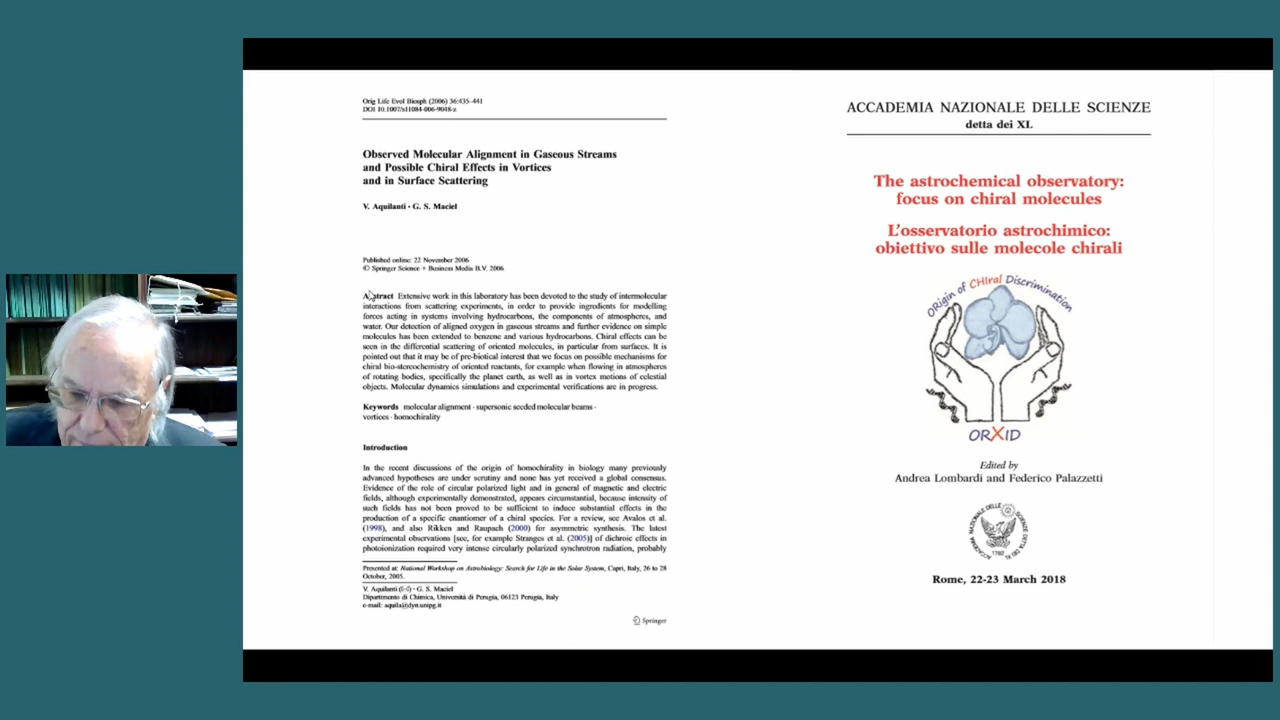 Orig Life Evol Biosph (2006) 36:435–441
DOI 10.1007/s11084-006-9048-z
Observed Molecular Alignment in Gaseous Streams
and Possible Chiral Effects in Vortices
and in Surface Scattering
V. Aquilanti · G. S. Maciel
Published online: 22 November 2006
© Springer Science + Business Media B.V. 2006
Abstract Extensive work in this laboratory has been devoted to the study of intermolecular
interactions from scattering experiments, in order to provide ingredients for modelling
forces acting in systems involving hydrocarbons, the components of atmospheres, and
water. Our detection of aligned oxygen in gaseous streams and further evidence on simple
molecules has been extended to benzene and various hydrocarbons. Chiral effects can be
seen in the differential scattering of oriented molecules, in particular from surfaces. It is
pointed out that it may be of pre-biotical interest that we focus on possible mechanisms for
chiral bio-stereochemistry of oriented reactants, for example when flowing in atmospheres
of rotating bodies, specifically the planet earth, as well as in vortex motions of celestial
objects. Molecular dynamics simulations and experimental verifications are in progress.
Keywords molecular alignment · supersonic seeded molecular beams ·
vortices · homochirality
Introduction
In the recent discussions of the origin of homochirality in biology many previously
advanced hypotheses are under scrutiny and none has yet received a global consensus.
Evidence of the role of circular polarized light and in general of magnetic and electric
fields, although experimentally demonstrated, appears circumstantial, because intensity of
such fields has not been proved to be sufficient to induce substantial effects in the
production of a specific enantiomer of a chiral species. For a review, see Avalos et al.
(1998), and also Rikken and Raupach (2000) for asymmetric synthesis. The latest
experimental observations [see, for example Stranges et al. (2005)] of dichroic effects in
photoionization required very intense circularly polarized synchrotron radiation, probably
Presented at: National Workshop on Astrobiology: Search for Life in the Solar System, Capri, Italy, 26 to 28
October, 2005.
V. Aquilanti (✉) · G. S. Maciel
Dipartimento di Chimica, Università di Perugia, 06123 Perugia, Italy
e-mail: aquila@dyn.unipg.it
Springer
ACCADEMIA NAZIONALE DELLE SCIENZE
detta dei XL
The astrochemical observatory:
focus on chiral molecules
L'osservatorio astrochimico:
obiettivo sulle molecole chirali
ORigin of CHIral Discrimination
ORXID
Edited by
Andrea Lombardi and Federico Palazzetti
ACCADEMIA NAZIONALE DELLE SCIENZE DETTA DEI XL
1782
Rome, 22-23 March 2018